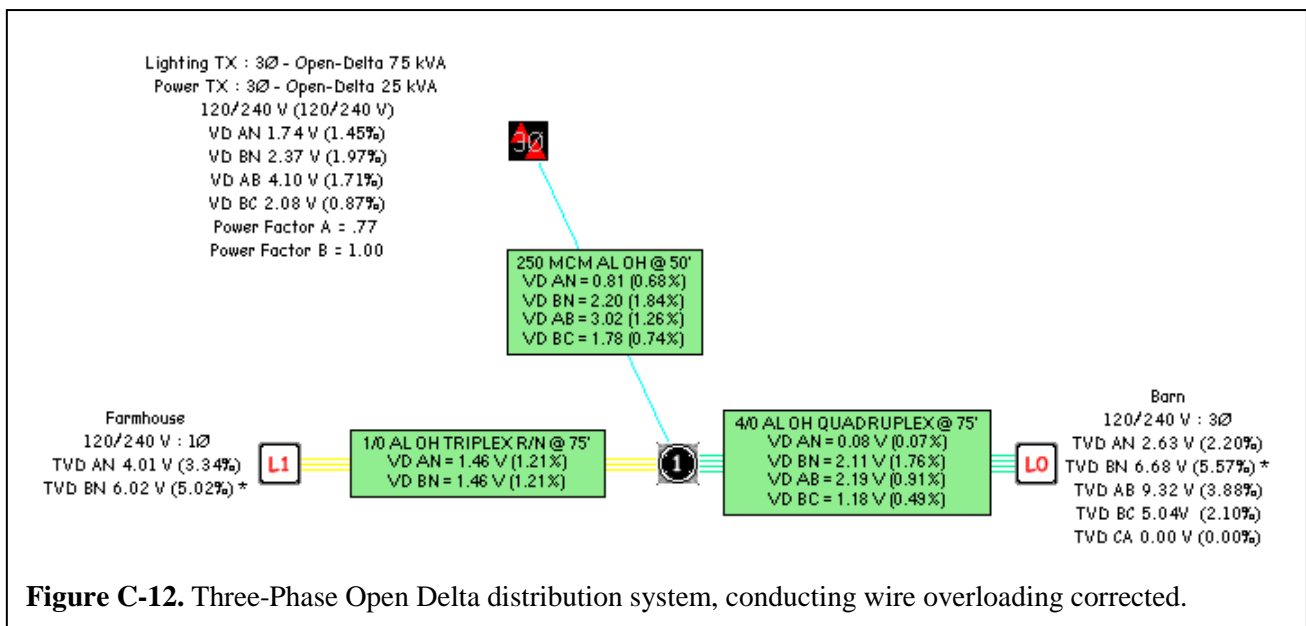 Lighting TX : 3Ø - Open-Delta 75 kVA
Power TX : 3Ø - Open-Delta 25 kVA
120/240 V (120/240 V)
VD AN 1.74 V (1.45%)
VD BN 2.37 V (1.97%)
VD AB 4.10 V (1.71%)
VD BC 2.08 V (0.87%)
Power Factor A = .77
Power Factor B = 1.00
3Ø
250 MCM AL OH @ 50'
VD AN = 0.81 (0.68%)
VD BN = 2.20 (1.84%)
VD AB = 3.02 (1.26%)
VD BC = 1.78 (0.74%)
Farmhouse
120/240 V : 1Ø
TVD AN 4.01 V (3.34%)
TVD BN 6.02 V (5.02%) *
L1
1/0 AL OH TRIPLEX R/N @ 75'
VD AN = 1.46 V (1.21%)
VD BN = 1.46 V (1.21%)
1
4/0 AL OH QUADRUPLEX @ 75'
VD AN = 0.08 V (0.07%)
VD BN = 2.11 V (1.76%)
VD AB = 2.19 V (0.91%)
VD BC = 1.18 V (0.49%)
L0
Barn
120/240 V : 3Ø
TVD AN 2.63 V (2.20%)
TVD BN 6.68 V (5.57%) *
TVD AB 9.32 V (3.88%)
TVD BC 5.04V (2.10%)
TVD CA 0.00 V (0.00%)
Figure C-12. Three-Phase Open Delta distribution system, conducting wire overloading corrected.